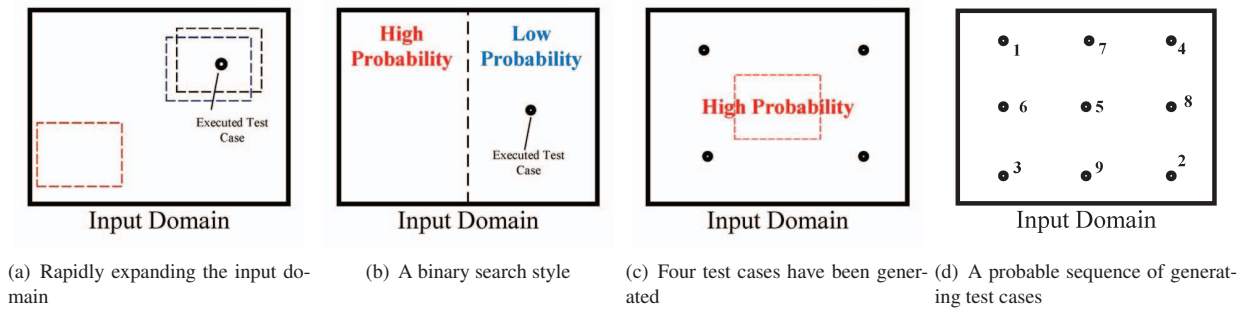 Executed Test
Case
Input Domain
(a) Rapidly expanding the input do-
main
High
Probability
Low
Probability
Executed Test
Case
Input Domain
(b) A binary search style
High Probability
Input Domain
(c) Four test cases have been gener-
ated
1
7
4
6
5
8
3
9
2
Input Domain
(d) A probable sequence of generat-
ing test cases